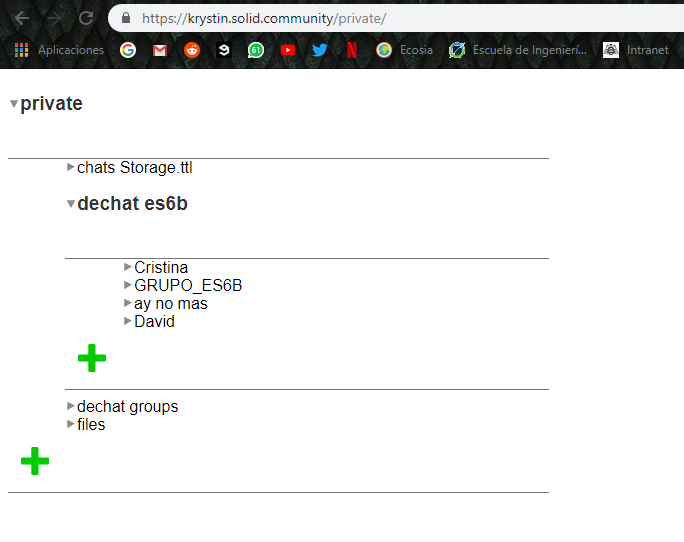 https://krystin.solid.community/private/
Aplicaciones
61
Ecosia
Escuela de Ingenierí...
Intranet
private
chats Storage.ttl
dechat es6b
Cristina
GRUPO_ES6B
ay no mas
David
dechat groups
files